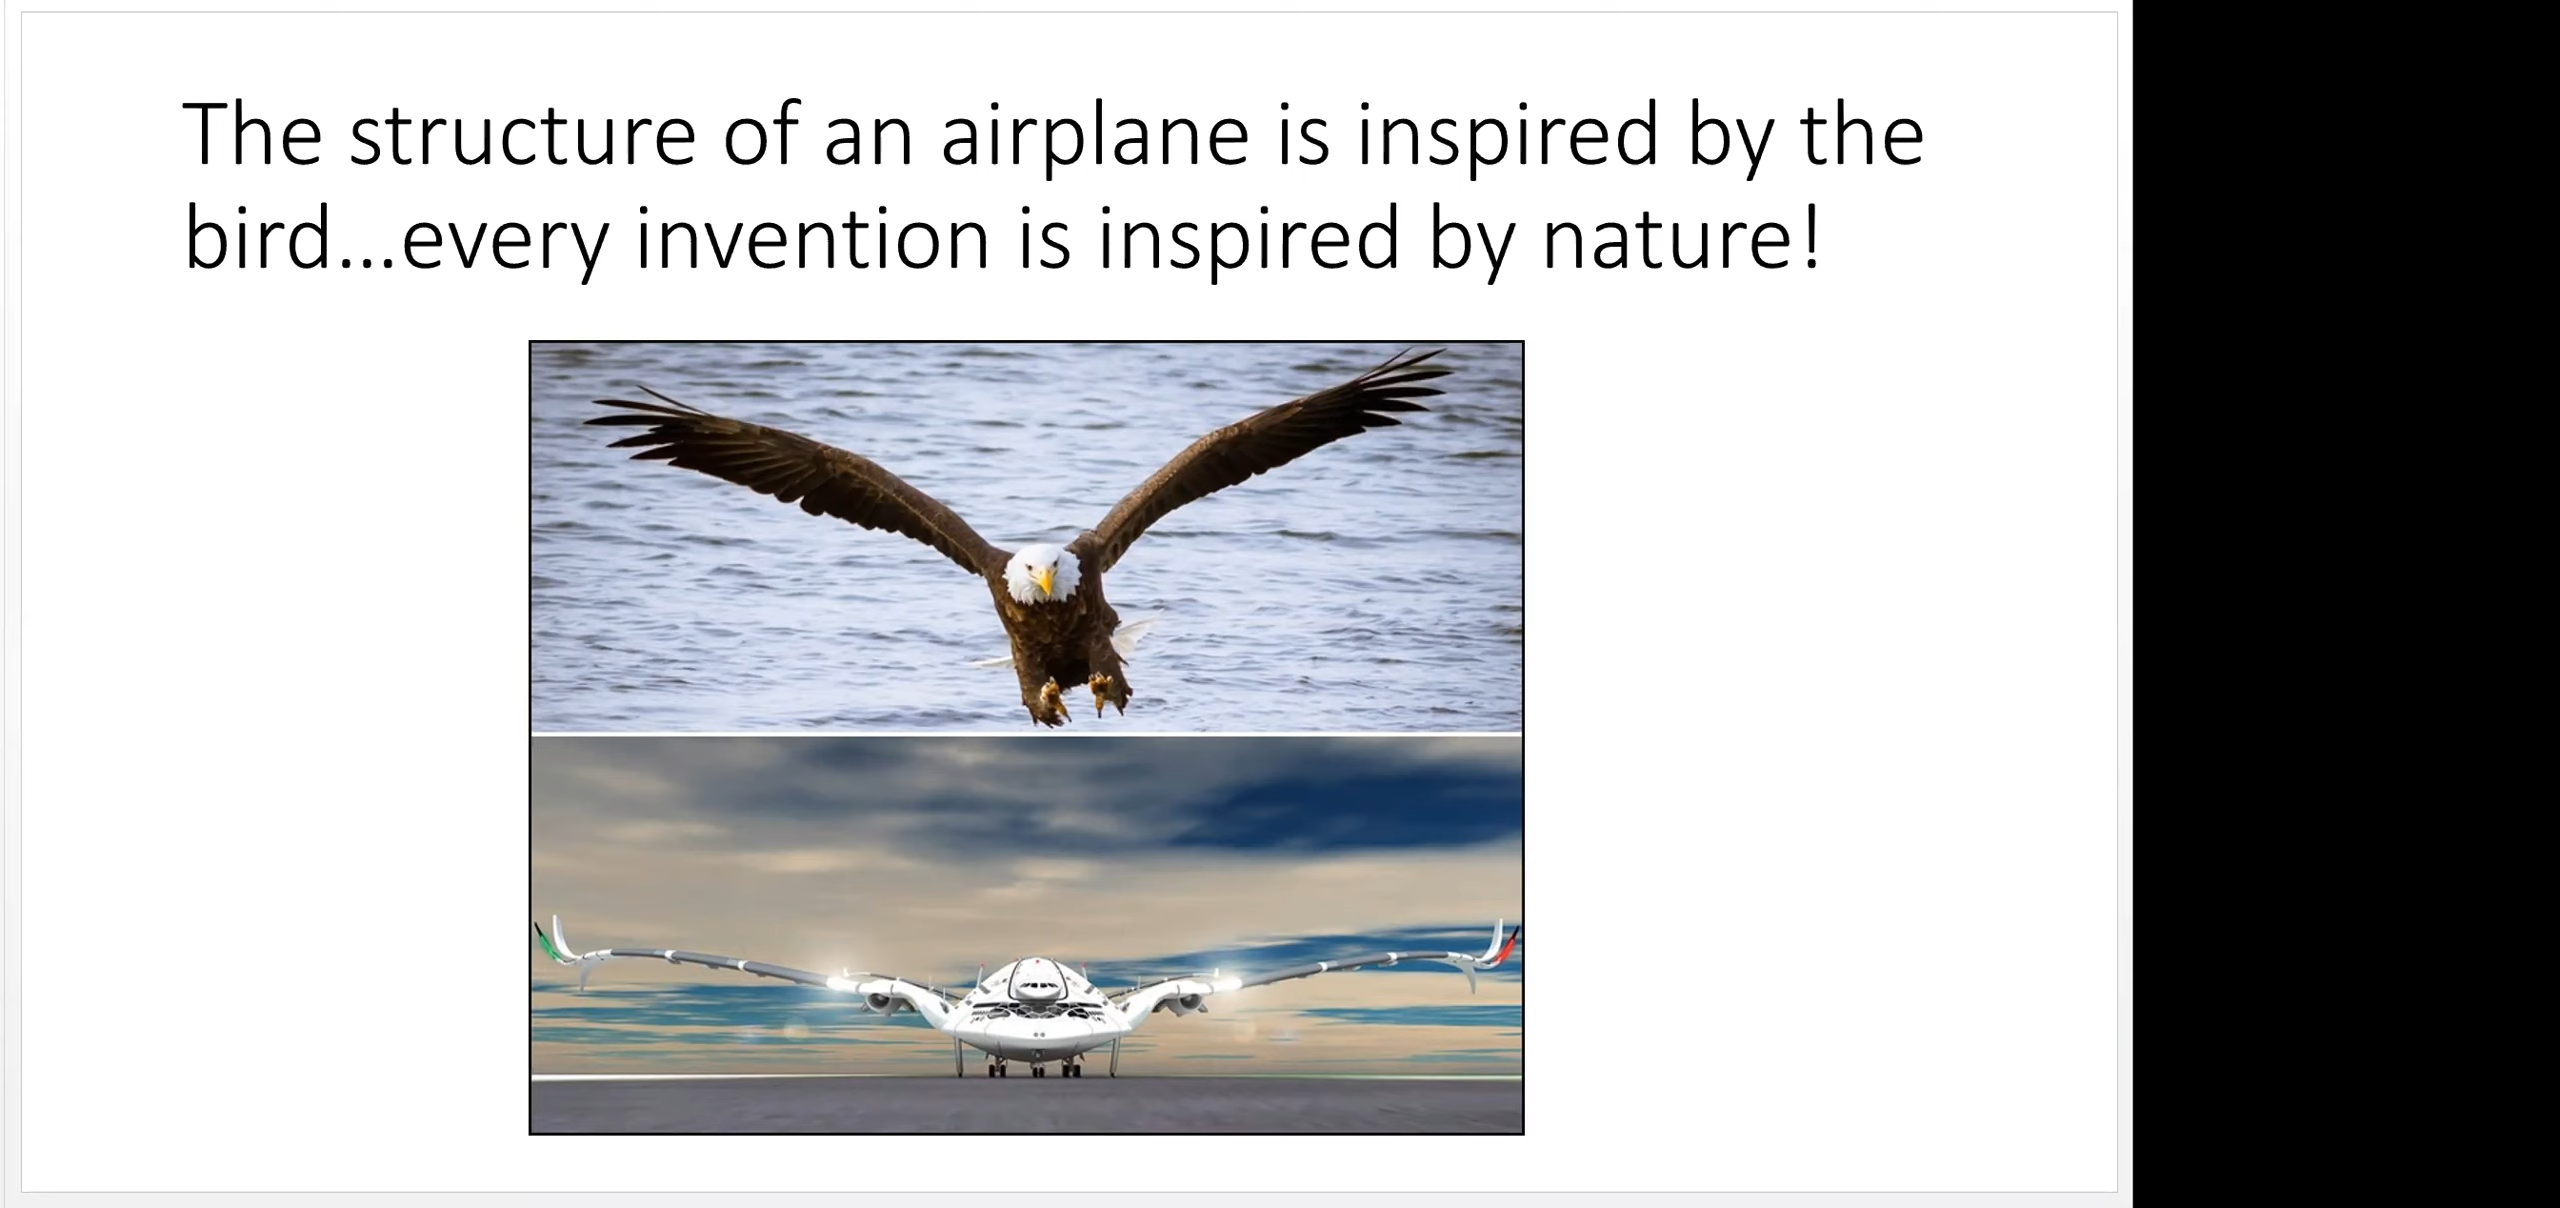 The structure of an airplane is inspired by the
bird...every invention is inspired by nature!